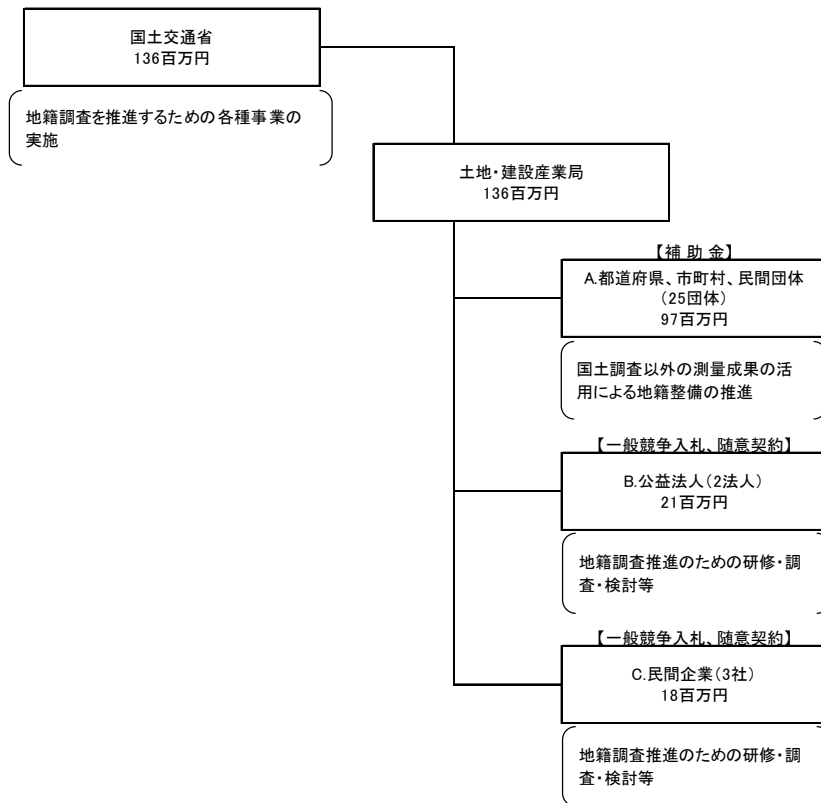 国土交通省
136百万円
地籍調査を推進するための各種事業の
実施
土地・建設産業局
136百万円
【補 助 金】
A.都道府県、市町村、民間団体
（25団体）
97百万円
国土調査以外の測量成果の活
用による地籍整備の推進
【一般競争入札、随意契約】
B.公益法人（2法人）
21百万円
地籍調査推進のための研修・調
査・検討等
【一般競争入札、随意契約】
C.民間企業（3社）
18百万円
地籍調査推進のための研修・調
査・検討等